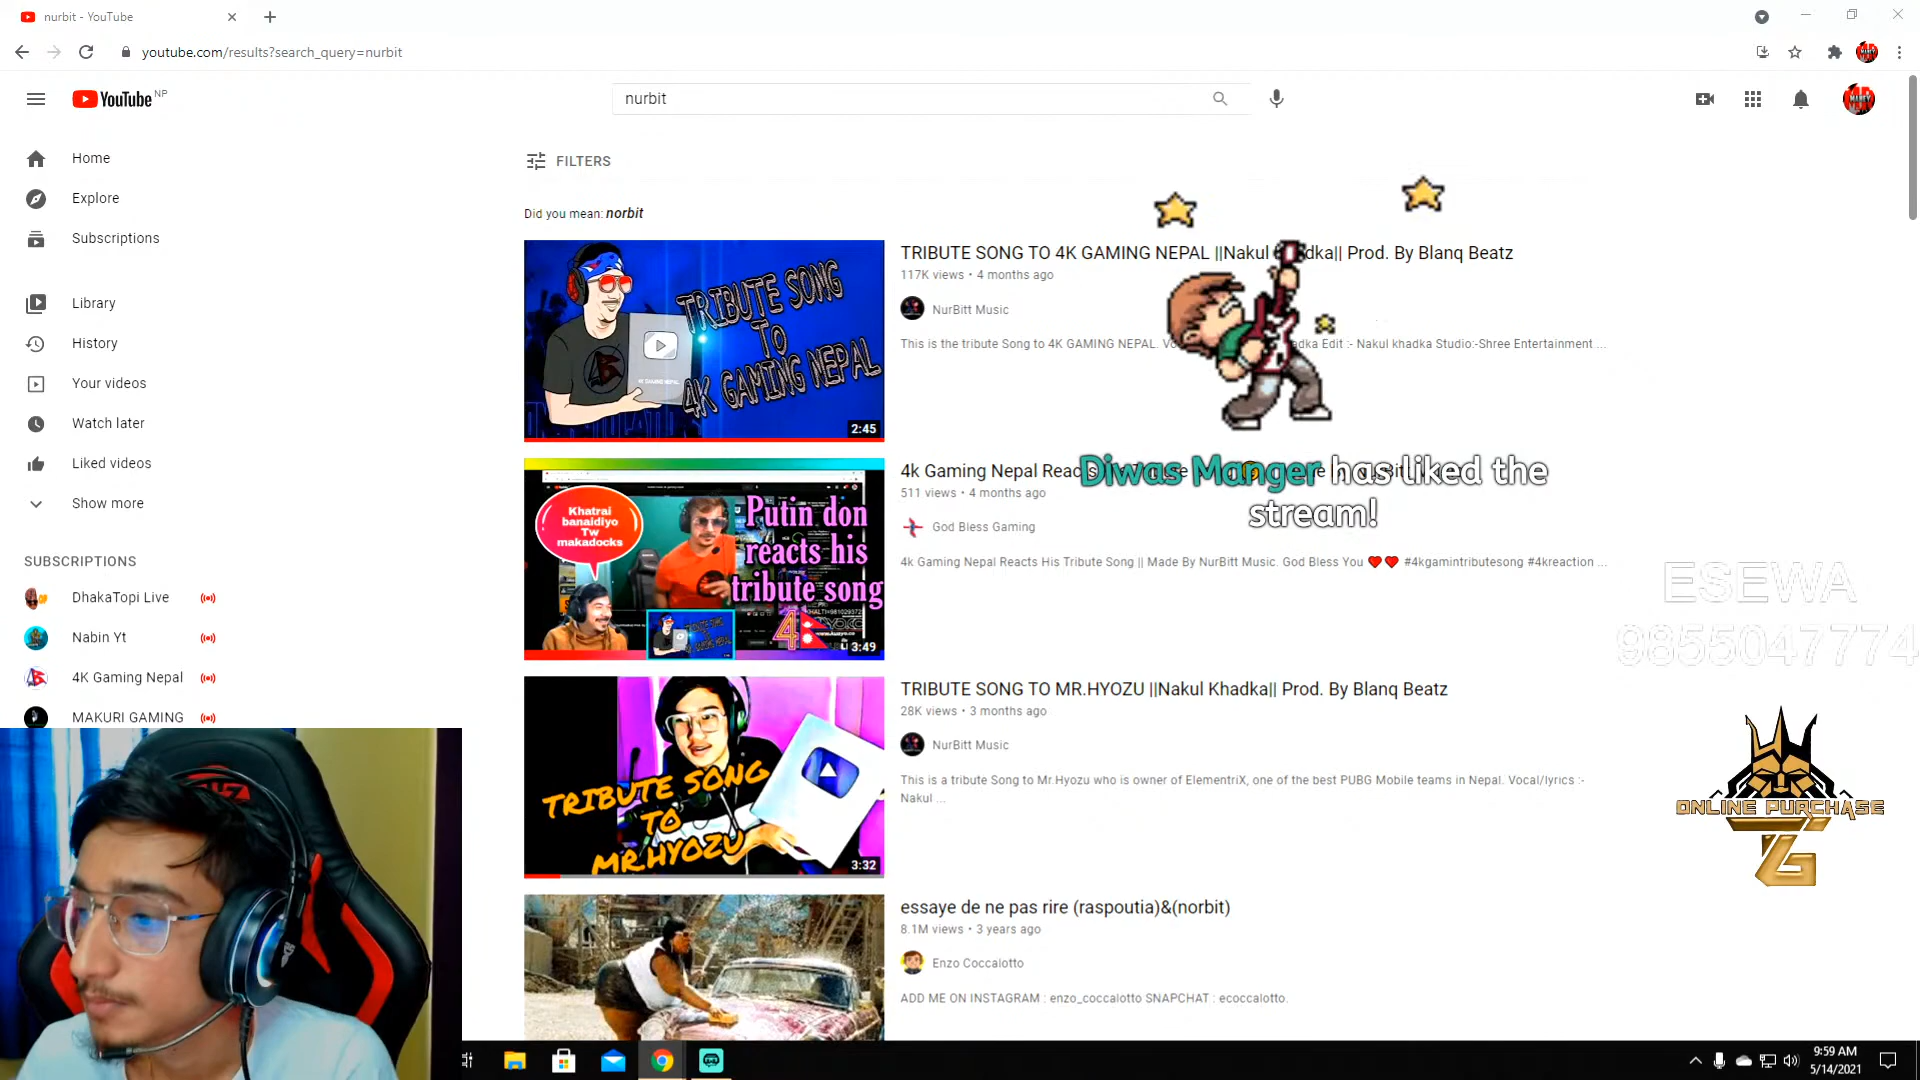 nurbit - YouTube
youtube.com/results?search_query=nurbit
YouTube NP
nurbit
Home
Explore
Subscriptions
Library
History
Your videos
Watch later
Liked videos
Show more
SUBSCRIPTIONS
DhakaTopi Live
Nabin Yt
4K Gaming Nepal
MAKURI GAMING
FILTERS
Did you mean: norbit
TRIBUTE SONG
TO
4K GAMING NEPAL
4K GAMING NEPAL
2:45
TRIBUTE SONG TO 4K GAMING NEPAL ||Nakul Khadka|| Prod. By Blanq Beatz
117K views • 4 months ago
NurBitt Music
This is the tribute Song to 4K GAMING NEPAL. Edit :- Nakul khadka Studio:-Shree Entertainment ...
Khatrai
banaidiyo
Tw
makadocks
Putin don
reacts his
tribute song
3:49
4k Gaming Nepal
511 views • 4 months ago
God Bless Gaming
4k Gaming Nepal Reacts His Tribute Song || Made By NurBitt Music. God Bless You ❤️❤️ #4kgamintributesong #4kreaction ...
Diwas Manger has liked the
stream!
TRIBUTE SONG
TO
MR.HYOZU
3:32
TRIBUTE SONG TO MR.HYOZU ||Nakul Khadka|| Prod. By Blanq Beatz
28K views • 3 months ago
NurBitt Music
This is a tribute Song to Mr Hyozu who is owner of ElementriX, one of the best PUBG Mobile teams in Nepal. Vocal/lyrics :-
Nakul ...
essaye de ne pas rire (raspoutia)&(norbit)
8.1M views • 3 years ago
Enzo Coccalotto
ADD ME ON INSTAGRAM : enzo_coccalotto SNAPCHAT : ecoccalotto.
ESEWA
9855047774
ONLINE PURCHASE
9:59 AM
5/14/2021